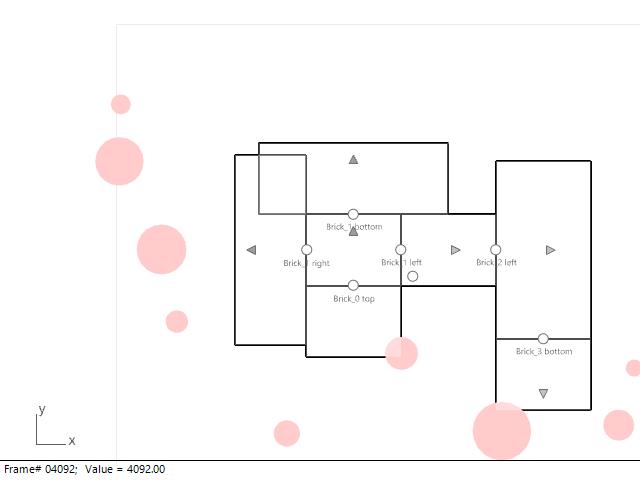 Brick_1 bottom
Brick_1 right
Brick_1 left
Brick_2 left
Brick_0 top
Brick_3 bottom
y
x
Frame# 04092; Value = 4092.00